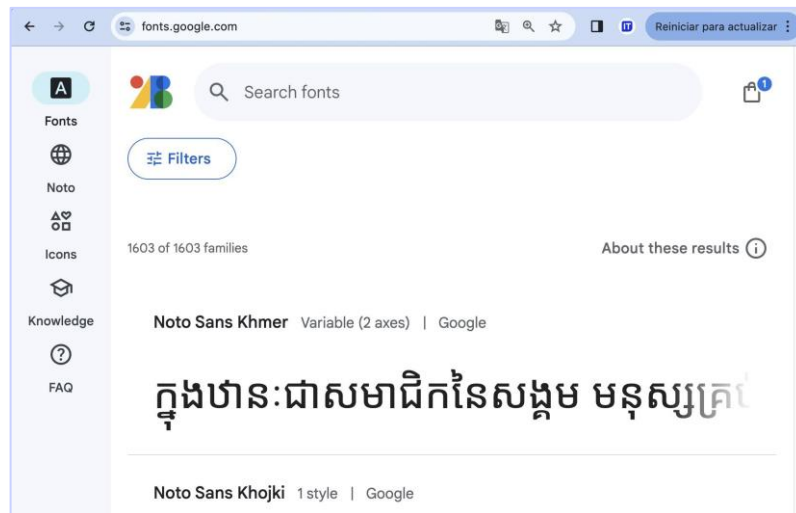 fonts.google.com
Reiniciar para actualizar
Search fonts
1
Fonts
Filters
Noto
1603 of 1603 families
About these results
Icons
Knowledge
Noto Sans Khmer Variable (2 axes) | Google
FAQ
ក្នុងឋានៈជាសមាជិកនៃសង្គម មនុស្ស
Noto Sans Khojki 1 style | Google